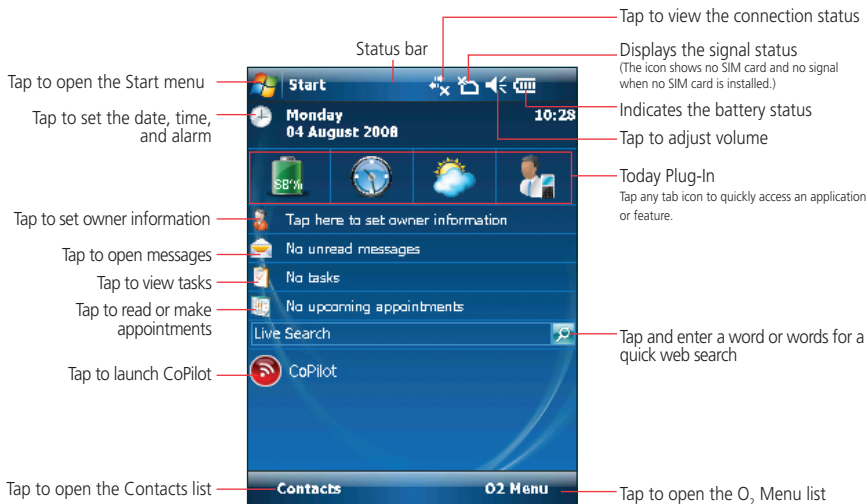 Tap to view the connection status
Status bar
Displays the signal status
(The icon shows no SIM card and no signal
when no SIM card is installed.)
Tap to open the Start menu
Start
Indicates the battery status
Tap to set the date, time,
and alarm
Monday
04 August 2008
10:28
Tap to adjust volume
98%
Today Plug-In
Tap any tab icon to quickly access an application
or feature.
Tap to set owner information
Tap here to set owner information
Tap to open messages
No unread messages
Tap to view tasks
No tasks
Tap to read or make
appointments
No upcoming appointments
Live Search
Tap and enter a word or words for a
quick web search
Tap to launch CoPilot
CoPilot
Tap to open the Contacts list
Contacts
O2 Menu
Tap to open the O₂ Menu list